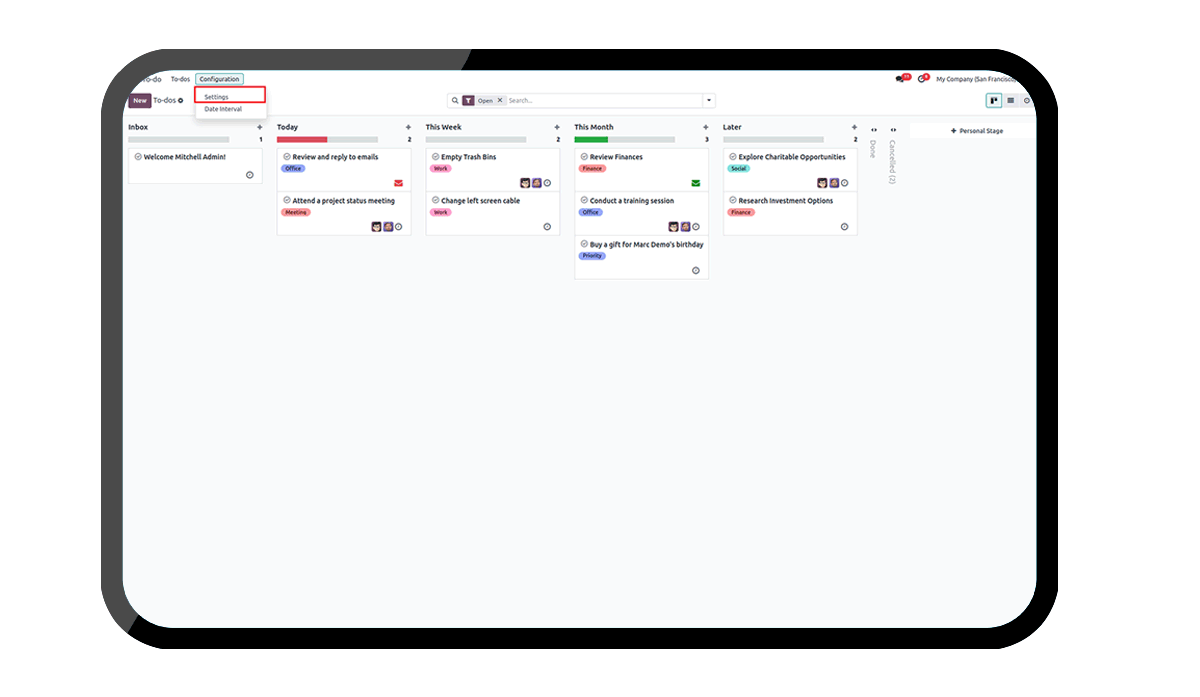 To-do To-dos Configuration My Company (San Francisco)
New To-dos Open Search...
Settings
Date Interval
Inbox
1
Welcome Mitchell Admin!
Today
2
Review and reply to emails
Office
Attend a project status meeting
Meeting
This Week
2
Empty Trash Bins
Work
Change left screen cable
Work
This Month
3
Review Finances
Finance
Conduct a training session
Office
Buy a gift for Marc Demo's birthday
Priority
Later
2
Explore Charitable Opportunities
Social
Research Investment Options
Finance
Done
Cancelled (2)
Personal Stage